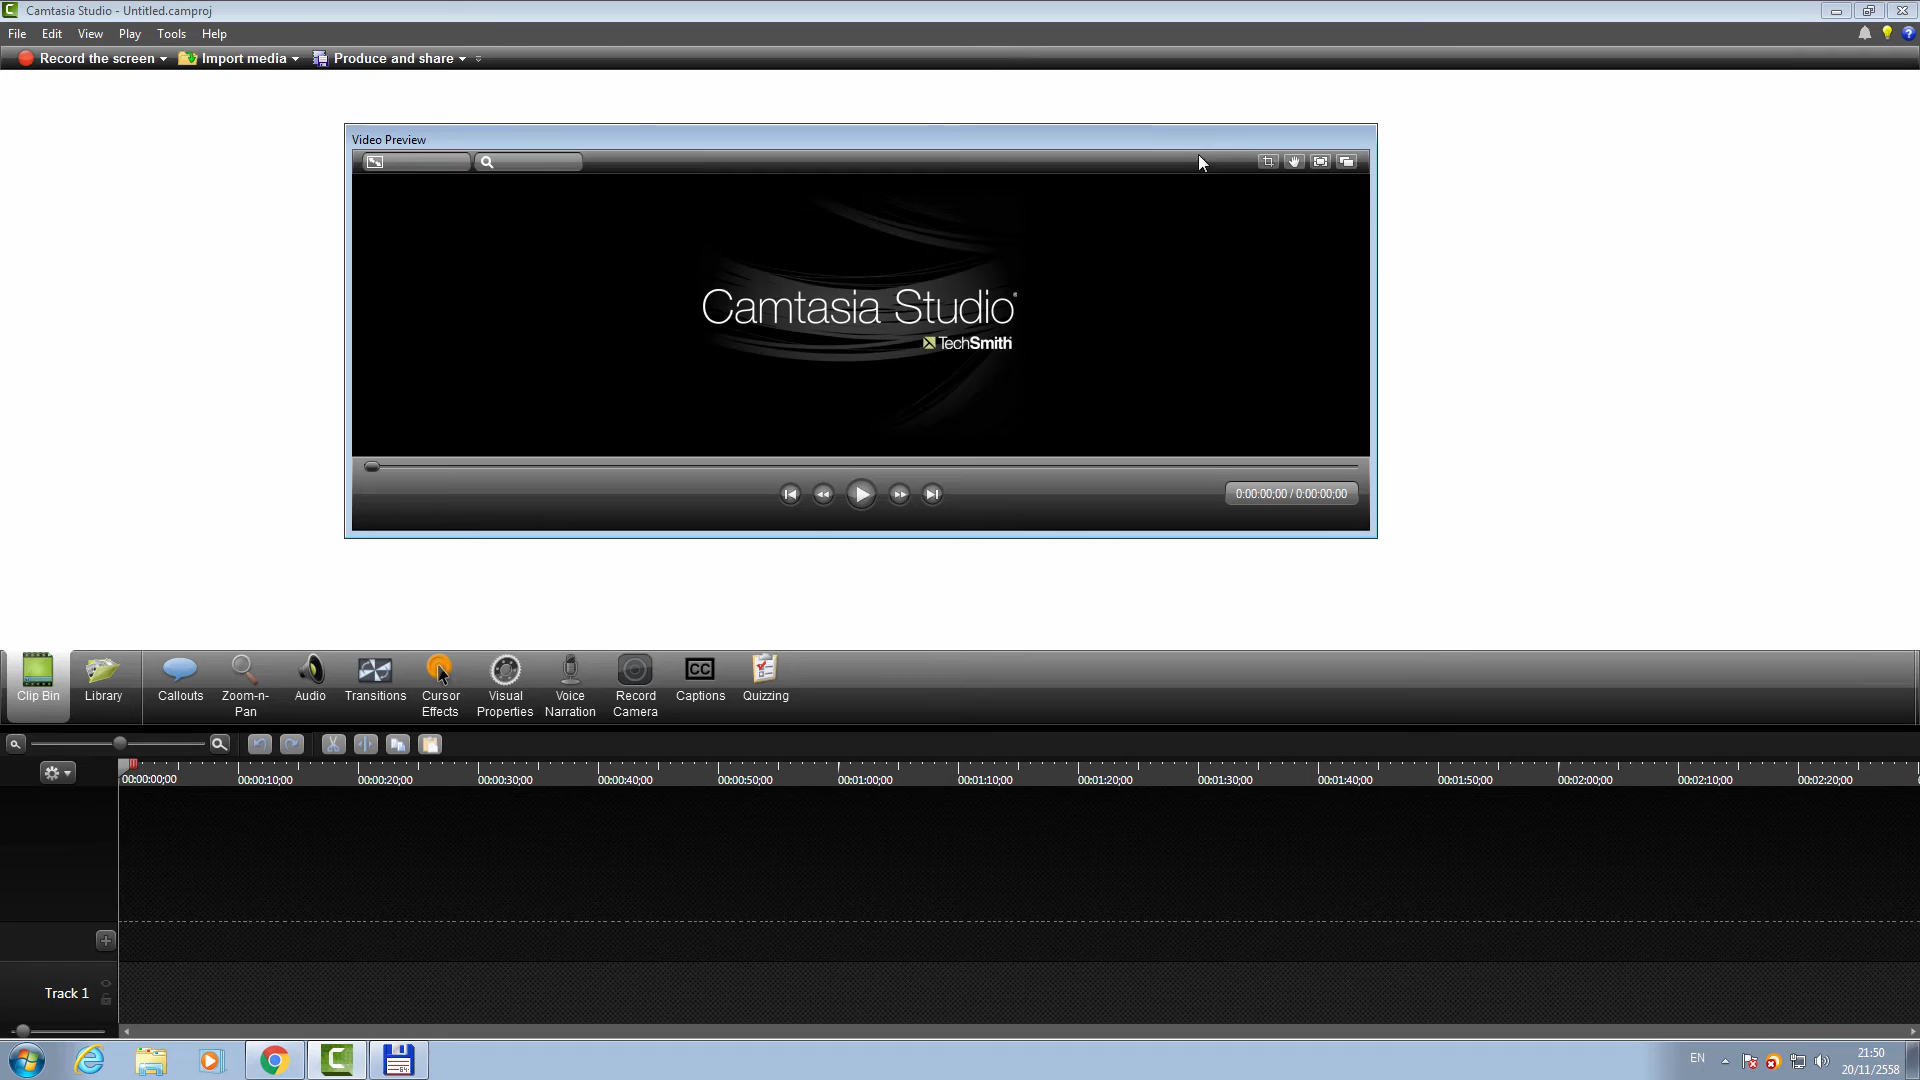 Camtasia Studio - Untitled.camproj
File Edit View Play Tools Help
Record the screen Import media Produce and share
Video Preview
Camtasia Studio®
TechSmith
0:00:00;00 / 0:00:00;00
Clip Bin Library Callouts Zoom-n-Pan Audio Transitions Cursor Effects Visual Properties Voice Narration Record Camera CC Captions Quizzing
00:00:00;00 00:00:10;00 00:00:20;00 00:00:30;00 00:00:40;00 00:00:50;00 00:01:00;00 00:01:10;00 00:01:20;00 00:01:30;00 00:01:40;00 00:01:50;00 00:02:00;00 00:02:10;00 00:02:20;00
Track 1
EN 21:50
20/11/2558